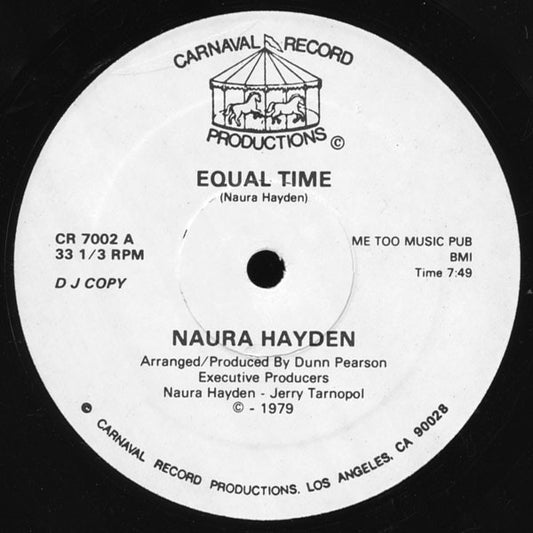 CARNAVAL RECORD
PRODUCTIONS ©
EQUAL TIME
(Naura Hayden)
CR 7002 A
33 1/3 RPM
D J COPY
ME TOO MUSIC PUB
BMI
Time 7:49
NAURA HAYDEN
Arranged/Produced By Dunn Pearson
Executive Producers
Naura Hayden - Jerry Tarnopol
© - 1979
© CARNAVAL RECORD PRODUCTIONS. LOS ANGELES, CA 90028